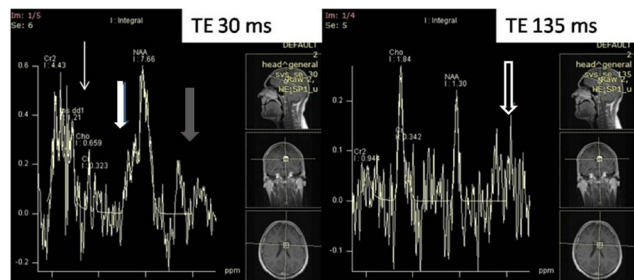 Im: 1/5
Se: 6
I : Integral
TE 30 ms
DEFAULT
2
head^general
svs_se_30
Cr2
I : 4.43
NAA
I : 7.66
I : 1.21
Cho
I : 0.659
Cr
I : 0.323
0.6
0.4
0.2
0.0
-0.2
ppm
Im: 1/4
Se: 5
I : Integral
TE 135 ms
DEFAULT
2
head^general
svs_se_135
Cho
I : 1.84
NAA
I : 1.30
Cr2
I : 0.944
0.342
0.2
0.1
0.0
-0.1
ppm